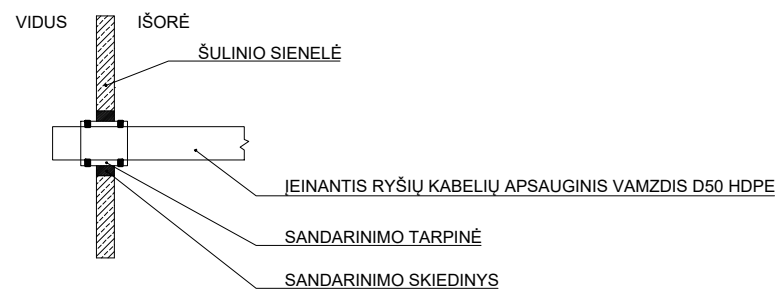 VIDUS
IŠORĖ
ŠULINIO SIENELĖ
ĮEINANTIS RYŠIŲ KABELIŲ APSAUGINIS VAMZDIS D50 HDPE
SANDARINIMO TARPINĖ
SANDARINIMO SKIEDINYS